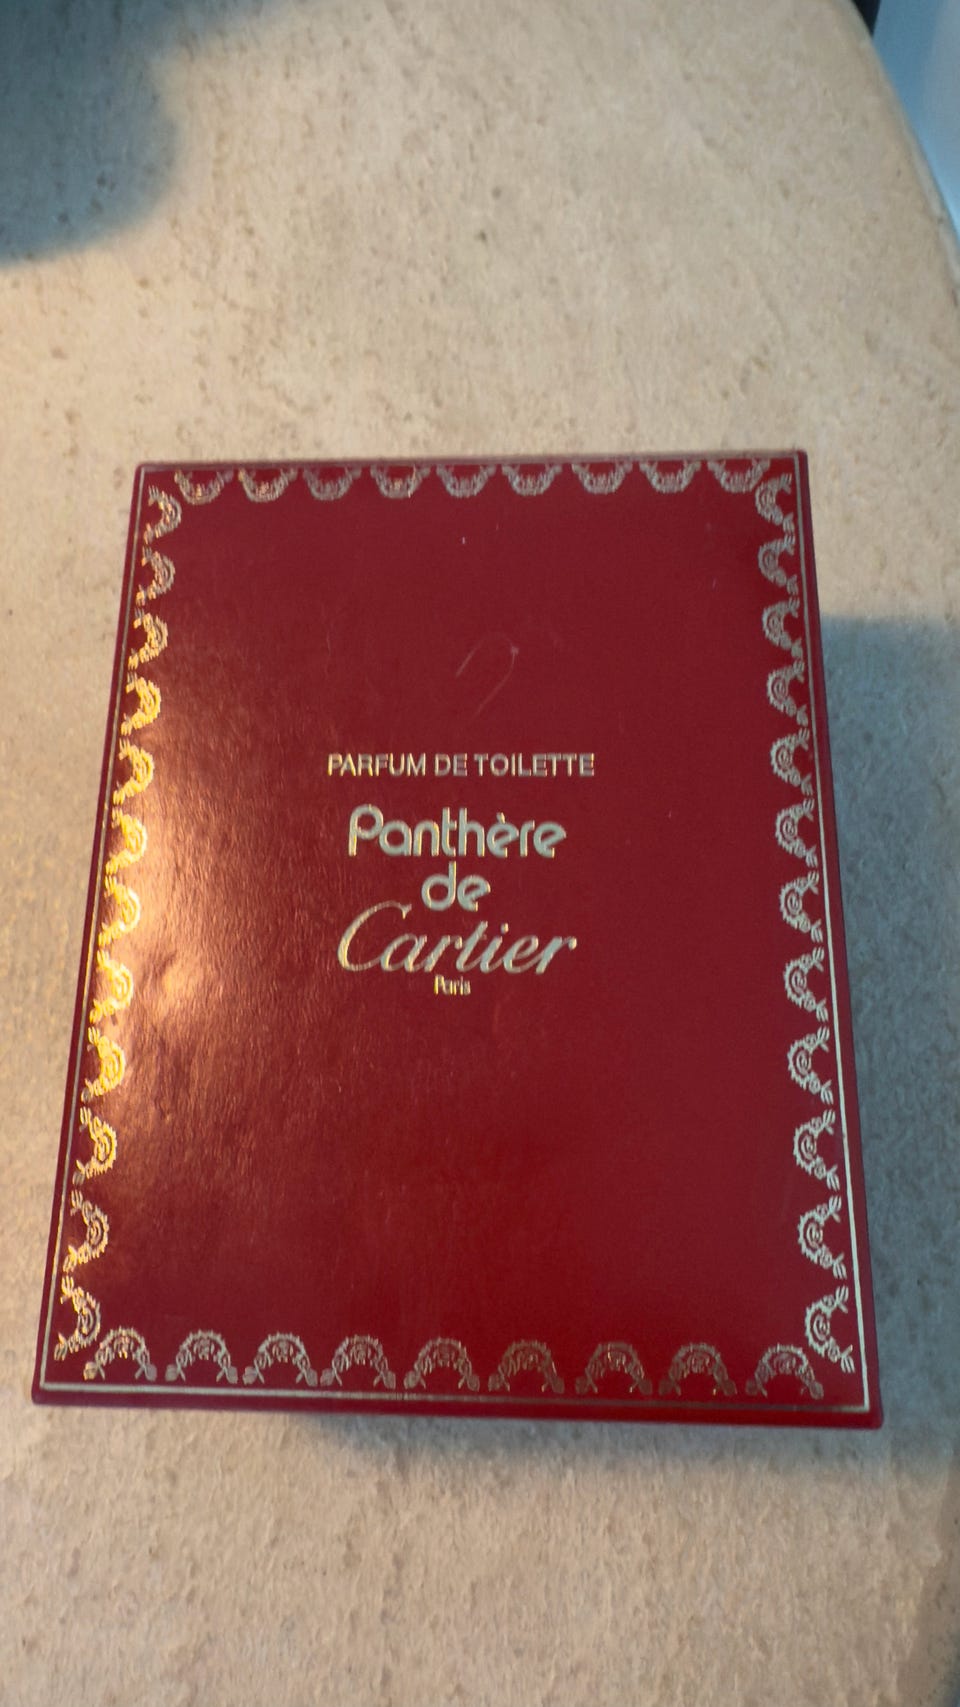 PARFUM DE TOILETTE
Panthère
de
Cartier
Paris